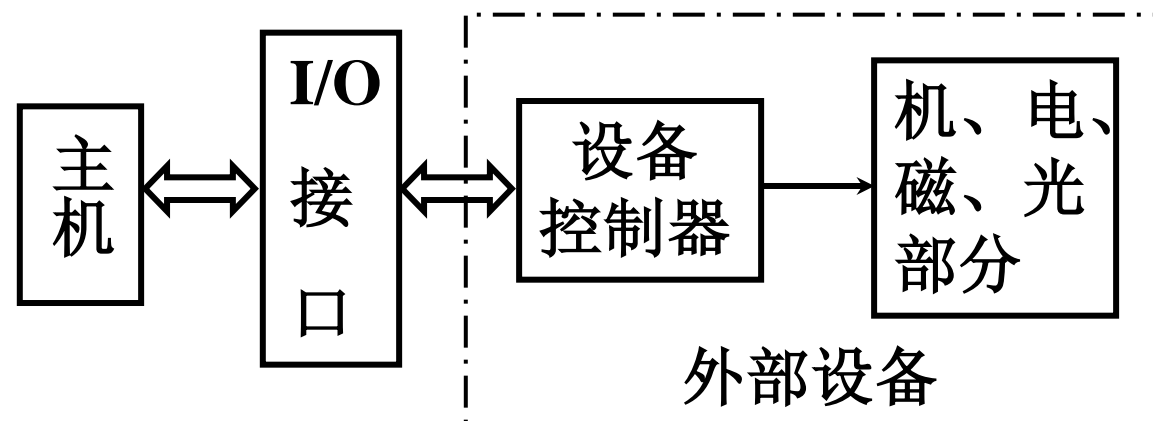 主
机
I/O
接
口
设备
控制器
机、电、
磁、光
部分
外部设备